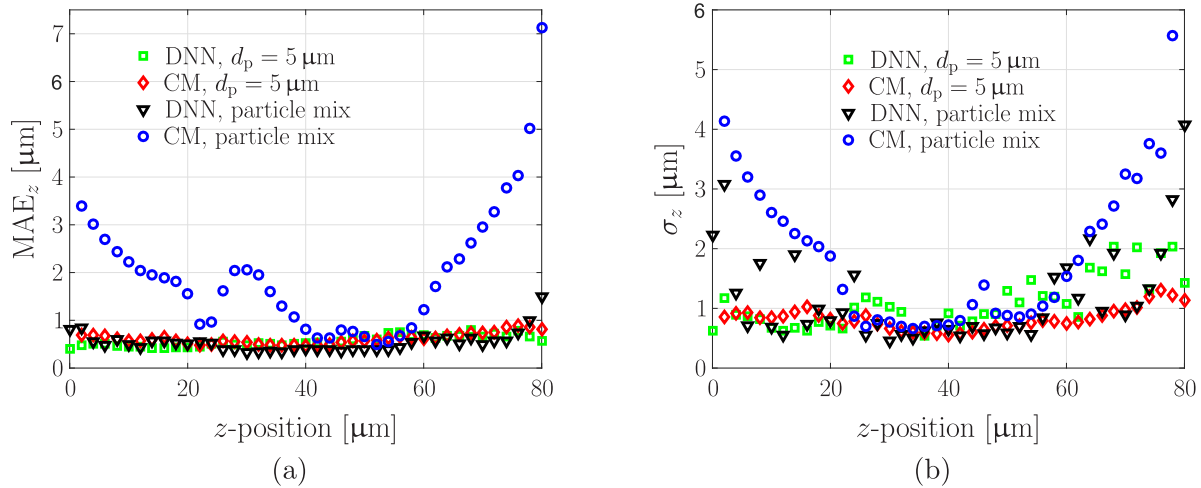 7
6
5
4
3
2
1
0
MAE_z [μm]
DNN, d_p = 5 μm
CM, d_p = 5 μm
DNN, particle mix
CM, particle mix
0 20 40 60 80
z-position [μm]
(a)
6
5
4
3
2
1
0
σ_z [μm]
DNN, d_p = 5 μm
CM, d_p = 5 μm
DNN, particle mix
CM, particle mix
0 20 40 60 80
z-position [μm]
(b)